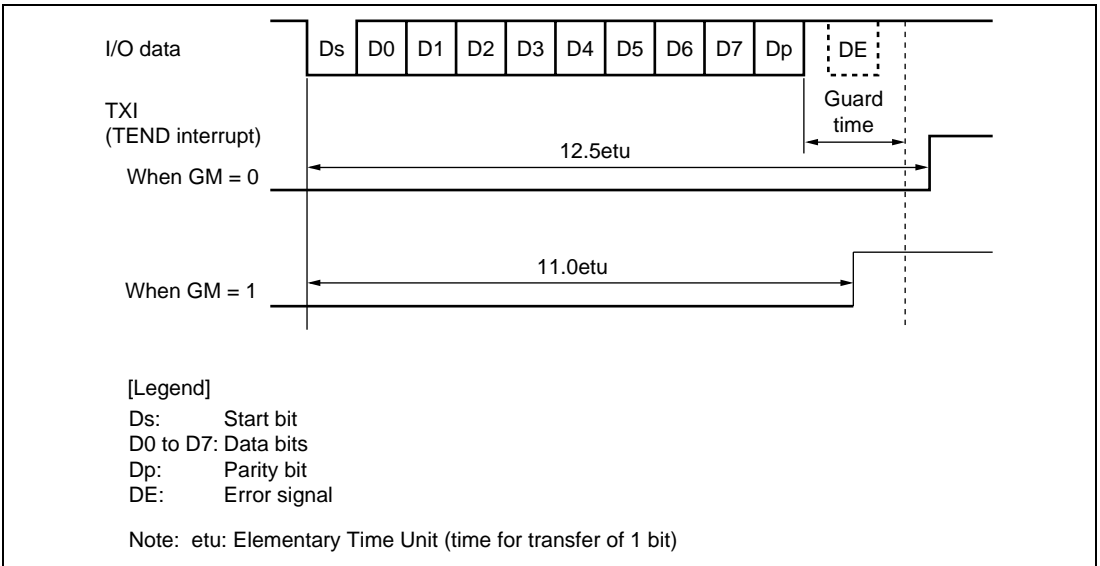 I/O data
Ds D0 D1 D2 D3 D4 D5 D6 D7 Dp DE
TXI
(TEND interrupt)
Guard
time
12.5etu
When GM = 0
11.0etu
When GM = 1
[Legend]
Ds: Start bit
D0 to D7: Data bits
Dp: Parity bit
DE: Error signal
Note: etu: Elementary Time Unit (time for transfer of 1 bit)